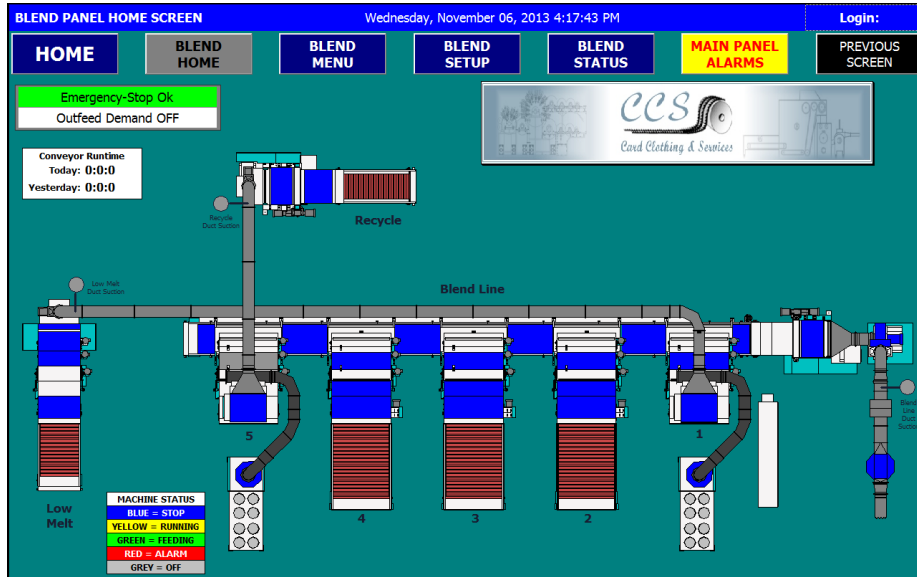 BLEND PANEL HOME SCREEN
Wednesday, November 06, 2013 4:17:43 PM
Login:
HOME
BLEND
HOME
BLEND
MENU
BLEND
SETUP
BLEND
STATUS
MAIN PANEL
ALARMS
PREVIOUS
SCREEN
Emergency-Stop Ok
Outfeed Demand OFF
CCS
Card Clothing & Services
Conveyor Runtime
Today: 0:0:0
Yesterday: 0:0:0
Recycle
Duct Suction
Recycle
Low Melt
Duct Suction
Blend Line
Blend
Line
Duct
Suction
5
4
3
2
1
Low
Melt
MACHINE STATUS
BLUE = STOP
YELLOW = RUNNING
GREEN = FEEDING
RED = ALARM
GREY = OFF